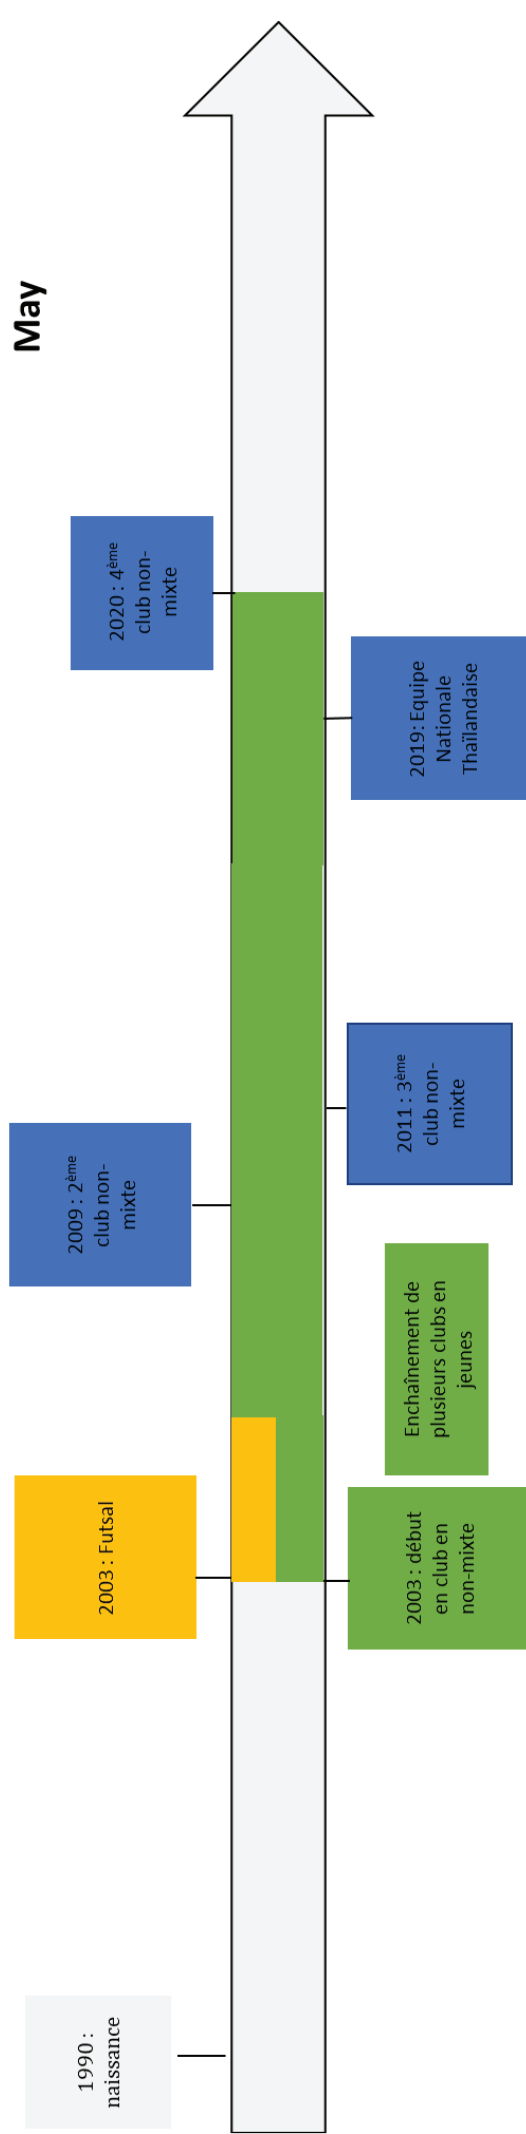 May
1990 :
naissance
2003 : Futsal
2003 : début
en club en
non-mixte
Enchaînement de
plusieurs clubs en
jeunes
2009 : 2ème
club non-
mixte
2011 : 3ème
club non-
mixte
2019: Equipe
Nationale
Thaïlandaise
2020 : 4ème
club non-
mixte